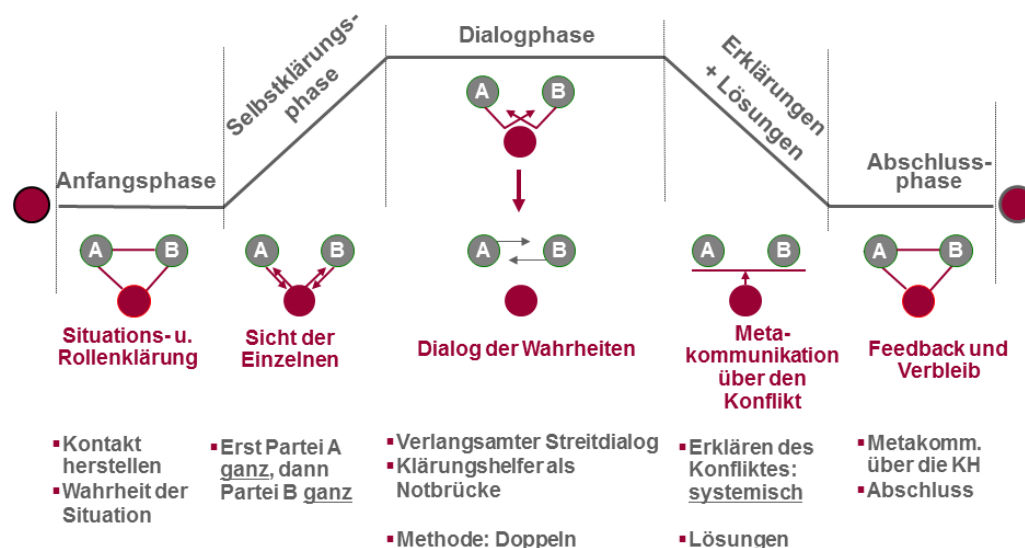 Anfangsphase
Selbstklärungs-
phase
Dialogphase
Erklärungen
+ Lösungen
Abschluss-
phase
A B
A B
A B
A B
A B
A B
Situations- u.
Rollenklärung
Sicht der
Einzelnen
Dialog der Wahrheiten
Meta-
kommunikation
über den
Konflikt
Feedback und
Verbleib
▪Kontakt
herstellen
▪Wahrheit der
Situation
▪Erst Partei A
ganz, dann
Partei B ganz
▪Verlangsamter Streitdialog
▪Klärungshelfer als
Notbrücke
▪Methode: Doppeln
▪Erklären des
Konfliktes:
systemisch
▪Lösungen
▪Metakomm.
über die KH
▪Abschluss